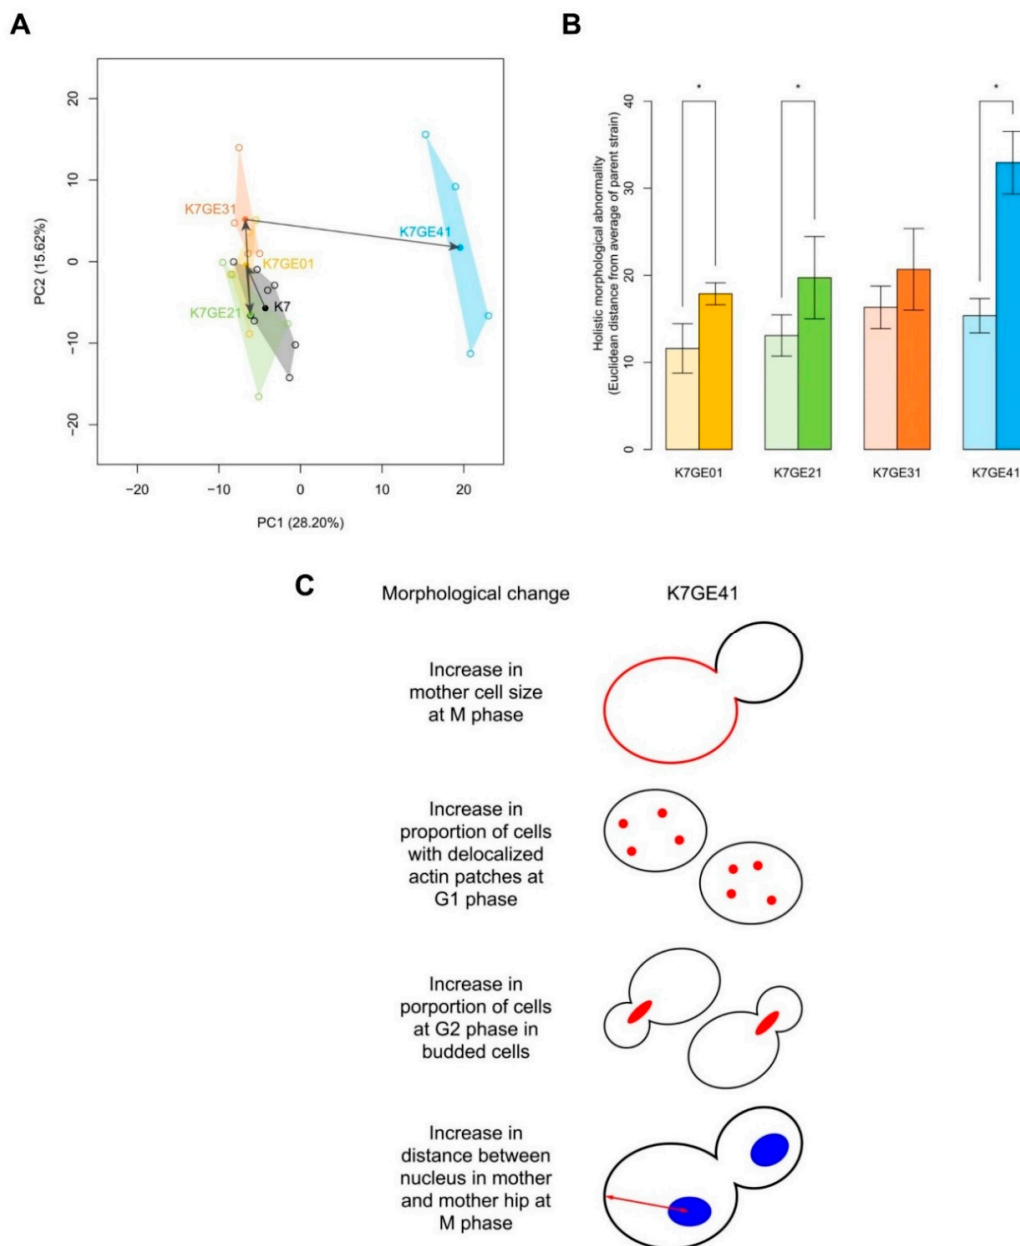 A
20
10
0
−10
−20
PC2 (15.62%)
K7GE31
K7GE41
K7GE01
K7GE21
K7
−20
−10
0
10
20
PC1 (28.20%)
B
Holistic morphological abnormality
(Euclidean distance from average of parent strain)
40
30
20
10
0
*
*
*
K7GE01
K7GE21
K7GE31
K7GE41
C
Morphological change
K7GE41
Increase in
mother cell size
at M phase
Increase in
proportion of cells
with delocalized
actin patches at
G1 phase
Increase in
porportion of cells
at G2 phase in
budded cells
Increase in
distance between
nucleus in mother
and mother hip at
M phase